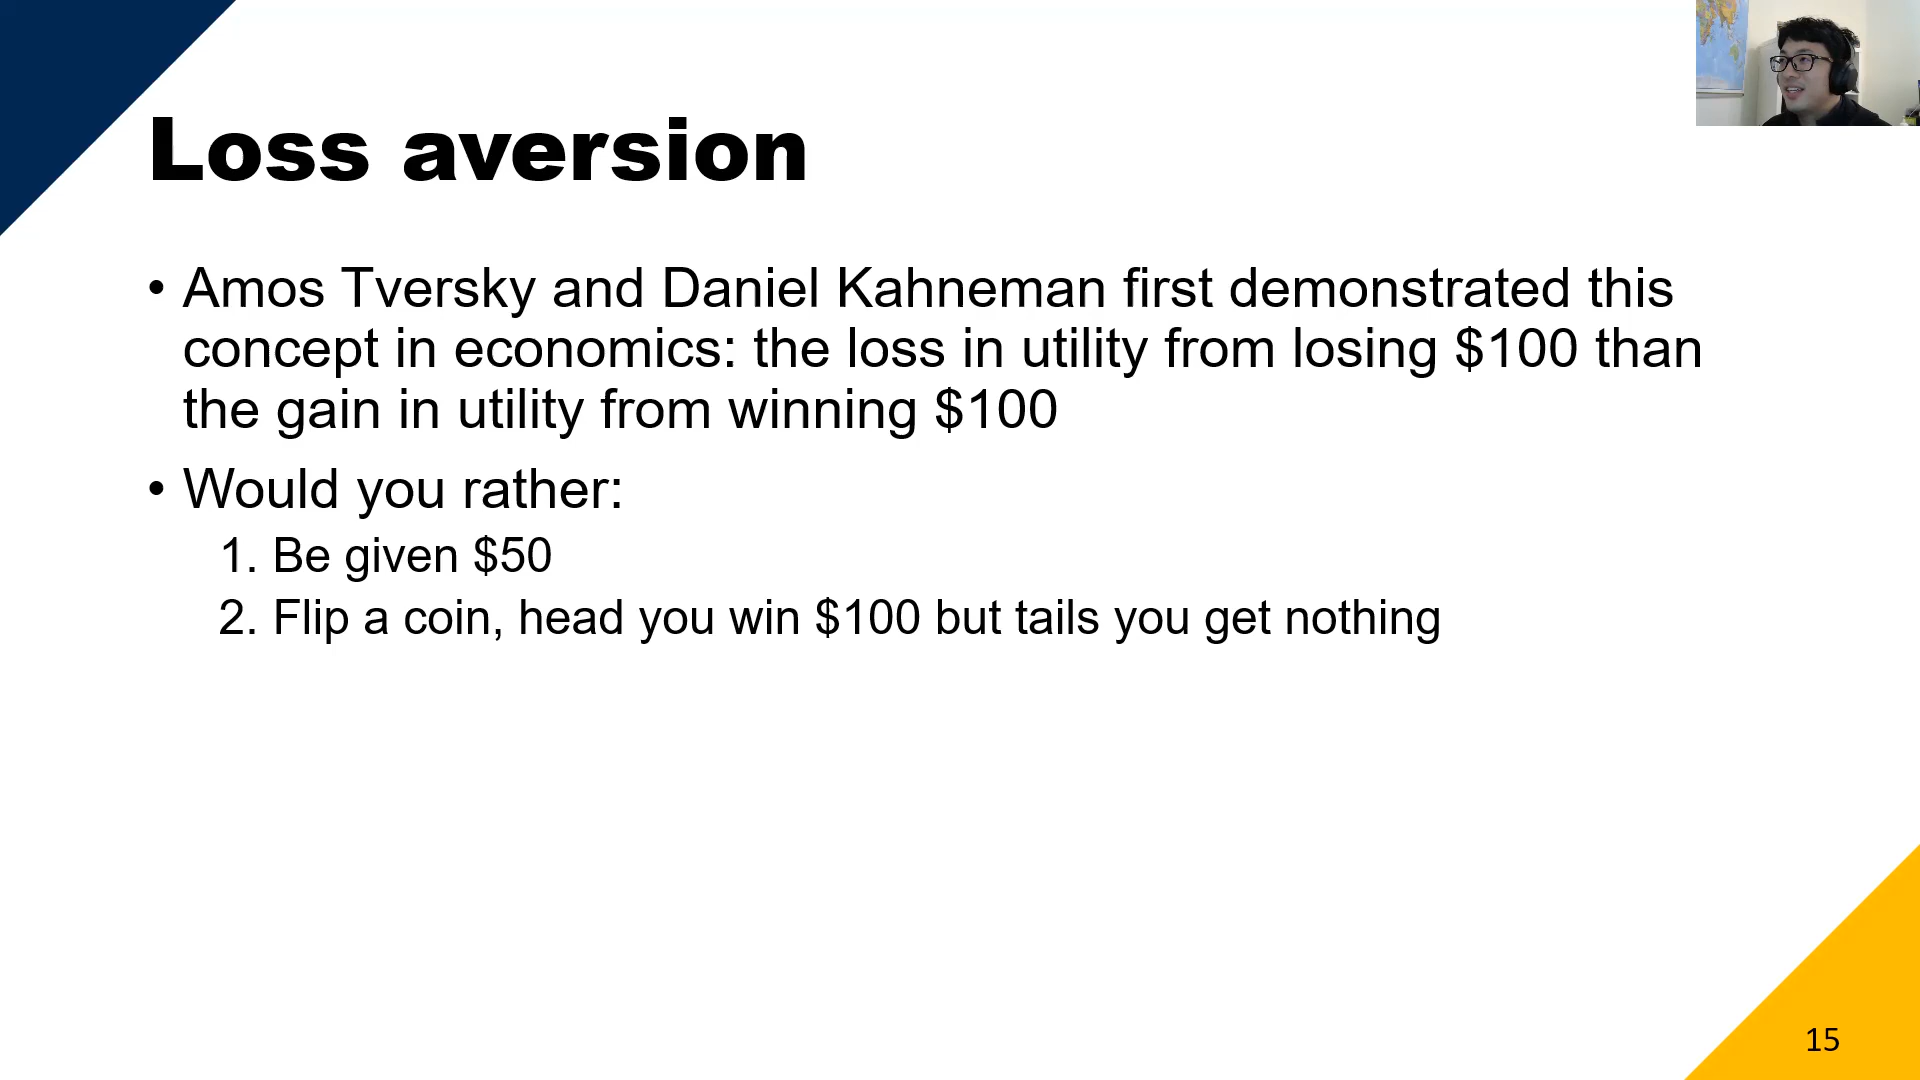 Loss aversion
• Amos Tversky and Daniel Kahneman first demonstrated this
concept in economics: the loss in utility from losing $100 than
the gain in utility from winning $100
• Would you rather:
1. Be given $50
2. Flip a coin, head you win $100 but tails you get nothing
15